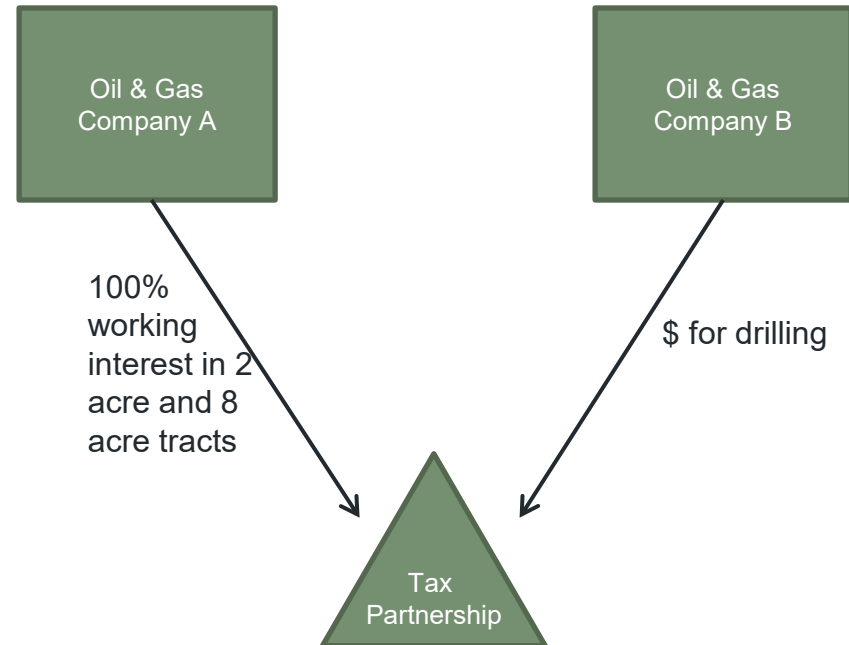 Oil & Gas
Company A
Oil & Gas
Company B
100%
working
interest in 2
acre and 8
acre tracts
$ for drilling
Tax
Partnership